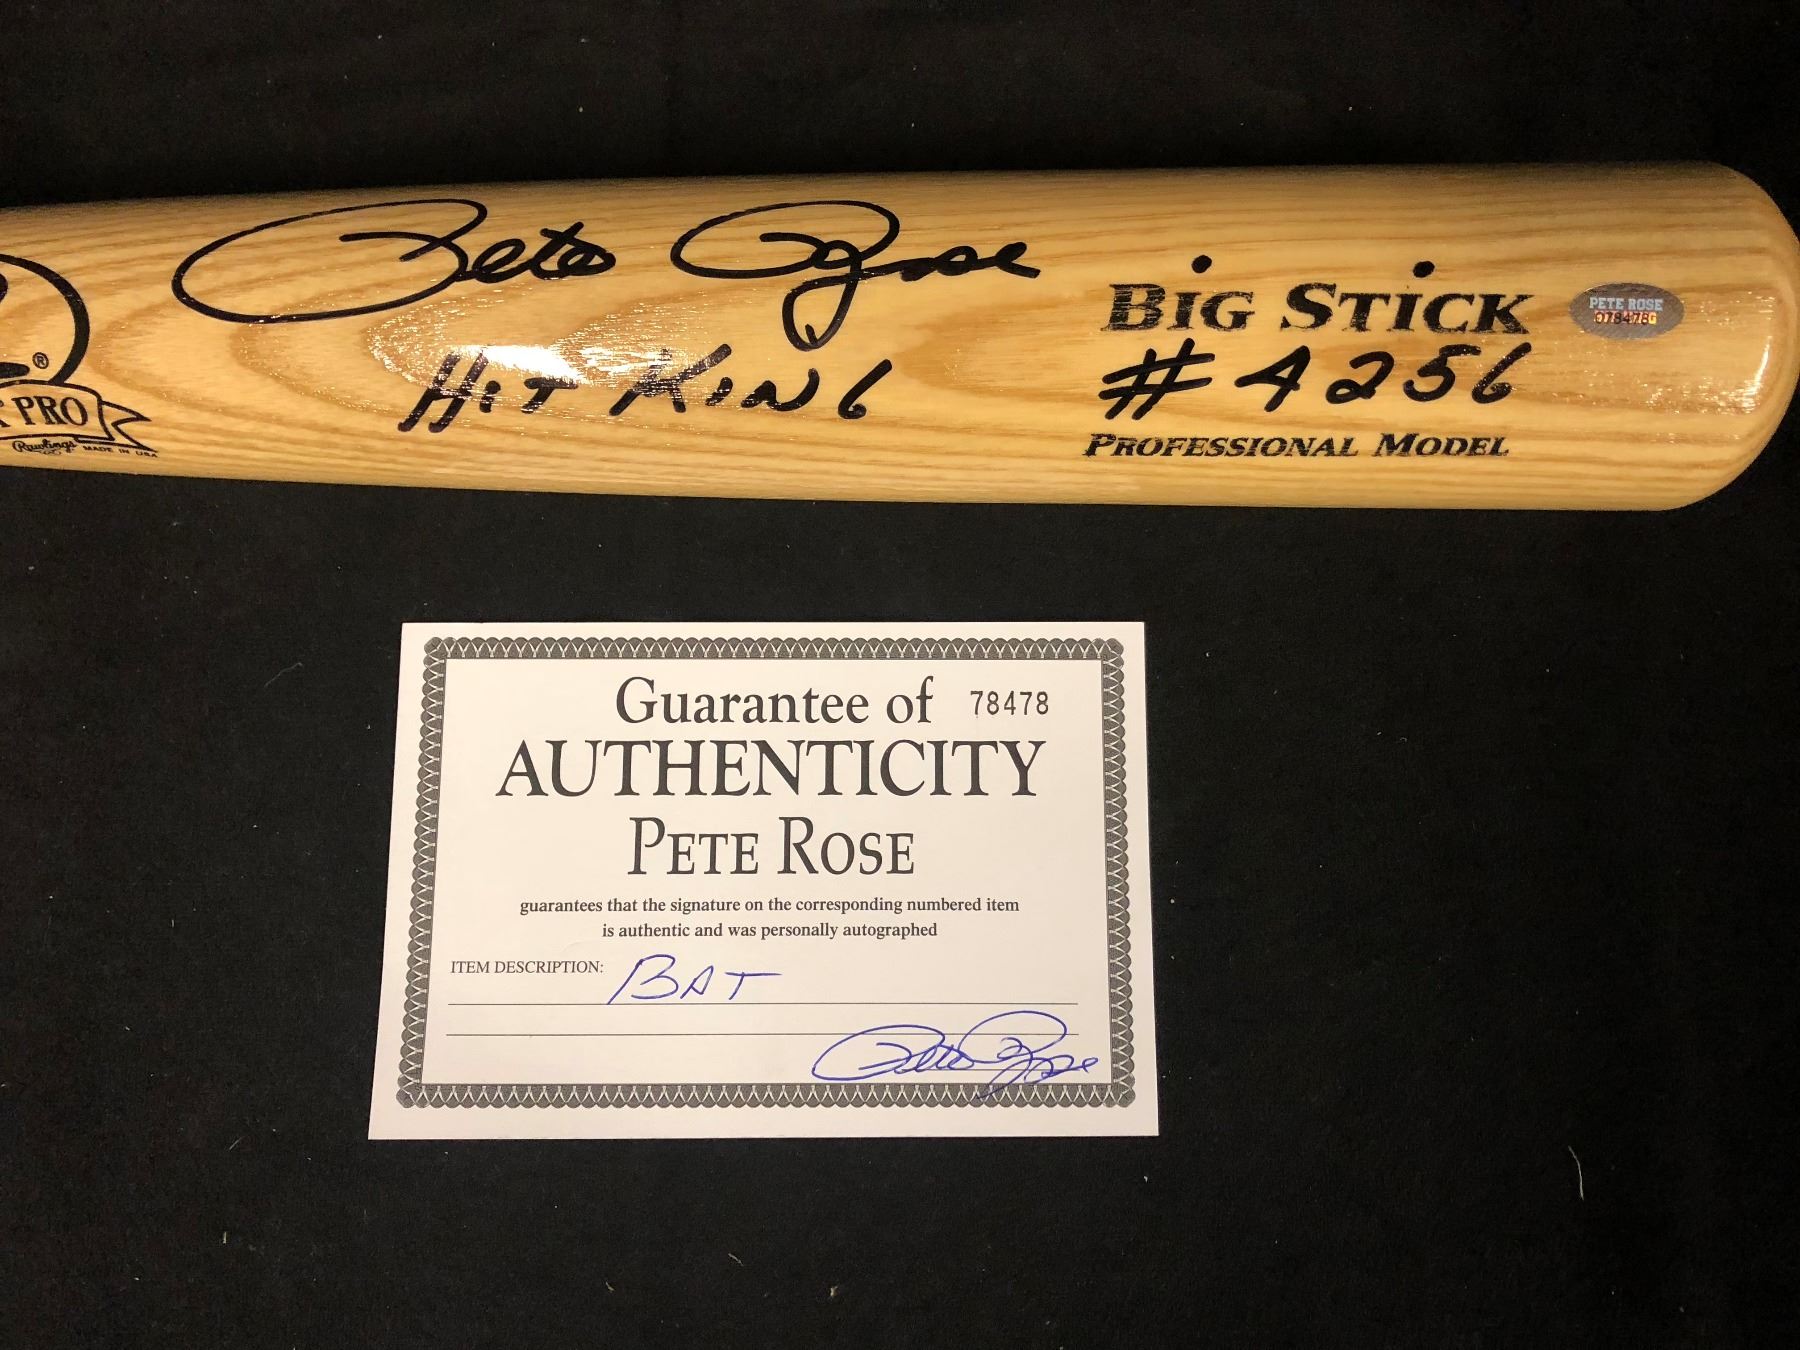 Pete Rose
Hit King
® 
PRO
Rawlings MADE IN USA
BIG STICK
#4256
PROFESSIONAL MODEL
PETE ROSE
078478G
Guarantee of 78478
AUTHENTICITY
PETE ROSE
guarantees that the signature on the corresponding numbered item
is authentic and was personally autographed
ITEM DESCRIPTION: BAT
Pete Rose